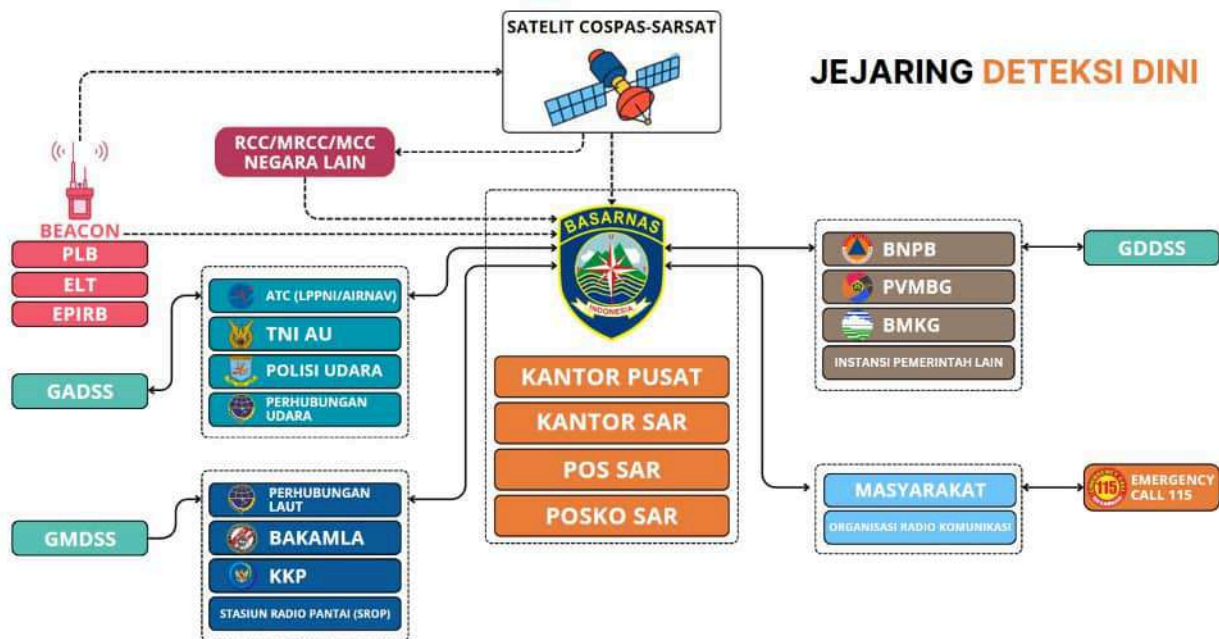 SATELIT COSPAS-SARSAT
JEJARING DETEKSI DINI
RCC/MRCC/MCC
NEGARA LAIN
BEACON
PLB
ELT
EPIRB
GADSS
GMDSS
ATC (LPPNI/AIRNAV)
TNI AU
POLISI UDARA
PERHUBUNGAN
UDARA
PERHUBUNGAN
LAUT
BAKAMLA
KKP
STASIUN RADIO PANTAI (SROP)
BASARNAS
INDONESIA
KANTOR PUSAT
KANTOR SAR
POS SAR
POSKO SAR
BNPB
PVMBG
BMKG
INSTANSI PEMERINTAH LAIN
GDDSS
MASYARAKAT
ORGANISASI RADIO KOMUNIKASI
115
EMERGENCY
CALL 115